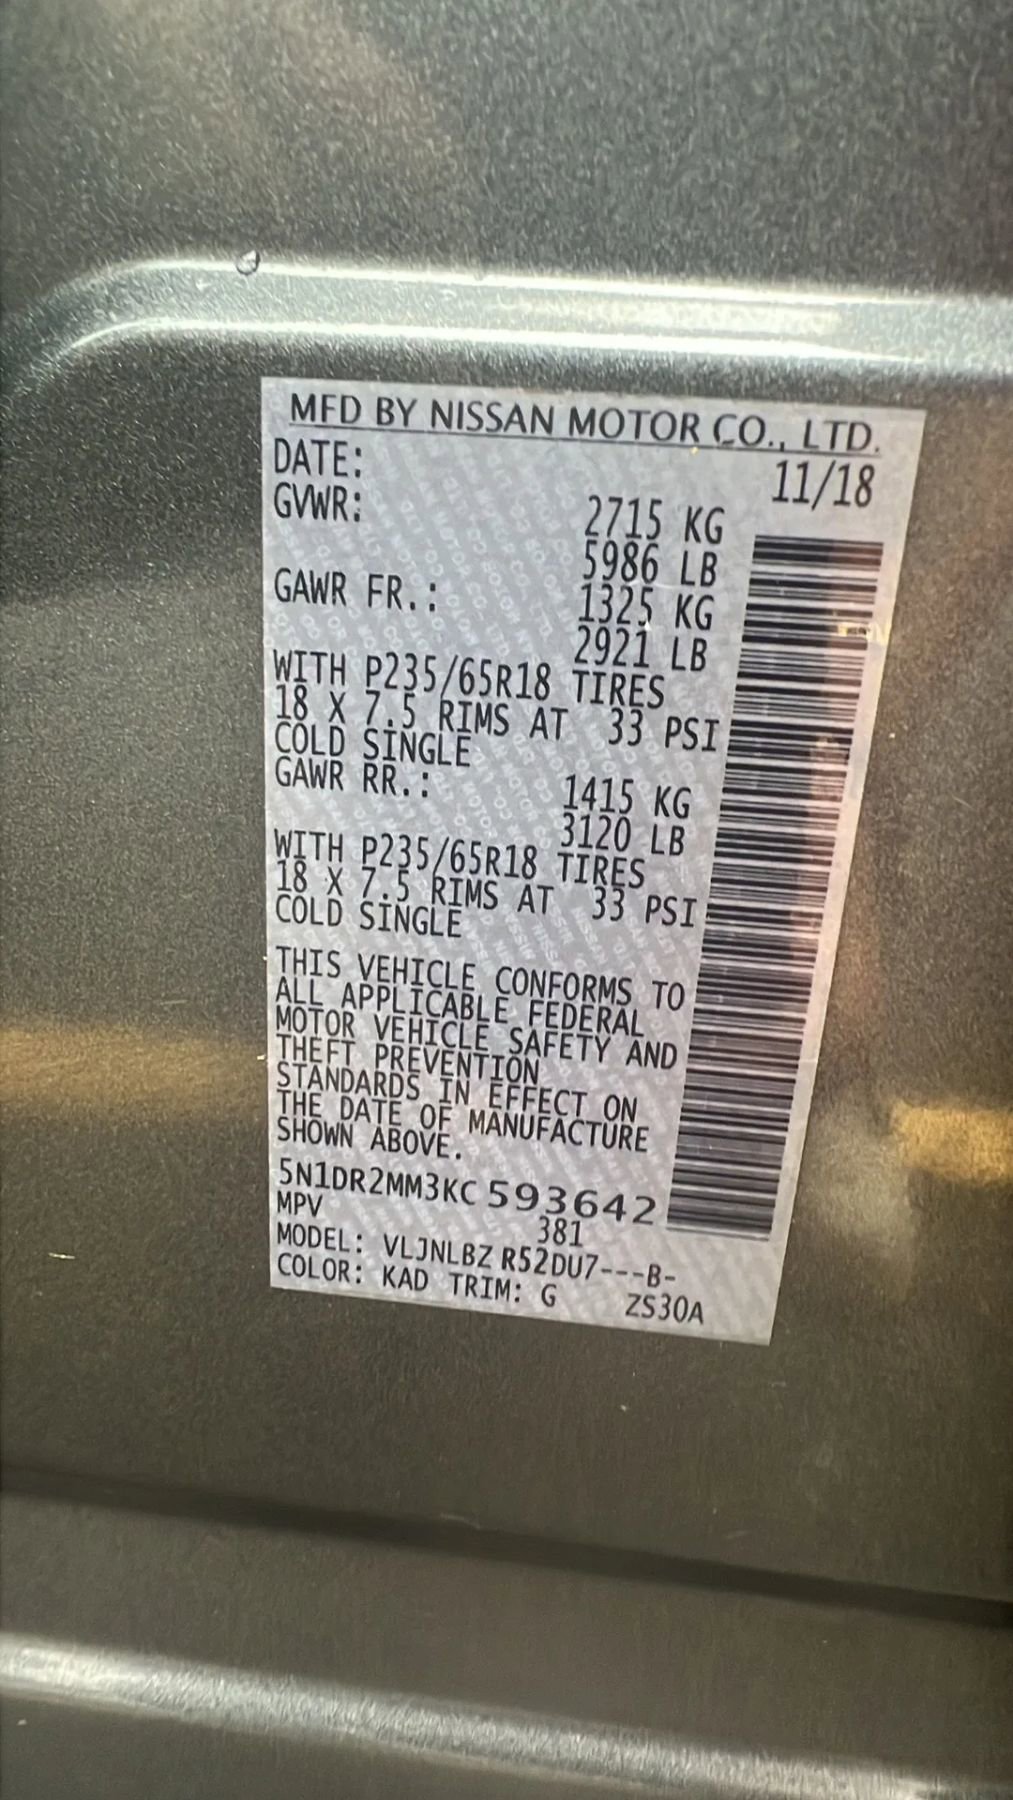 MFD BY NISSAN MOTOR CO., LTD.
DATE: 11/18
GVWR: 2715 KG
5986 LB
GAWR FR.: 1325 KG
2921 LB
WITH P235/65R18 TIRES
18 X 7.5 RIMS AT 33 PSI
COLD SINGLE
GAWR RR.: 1415 KG
3120 LB
WITH P235/65R18 TIRES
18 X 7.5 RIMS AT 33 PSI
COLD SINGLE
THIS VEHICLE CONFORMS TO
ALL APPLICABLE FEDERAL
MOTOR VEHICLE SAFETY AND
THEFT PREVENTION
STANDARDS IN EFFECT ON
THE DATE OF MANUFACTURE
SHOWN ABOVE.
5N1DR2MM3KC 593642
MPV 381
MODEL: VLJNLBZ R52DU7---B-
COLOR: KAD TRIM: G ZS30A